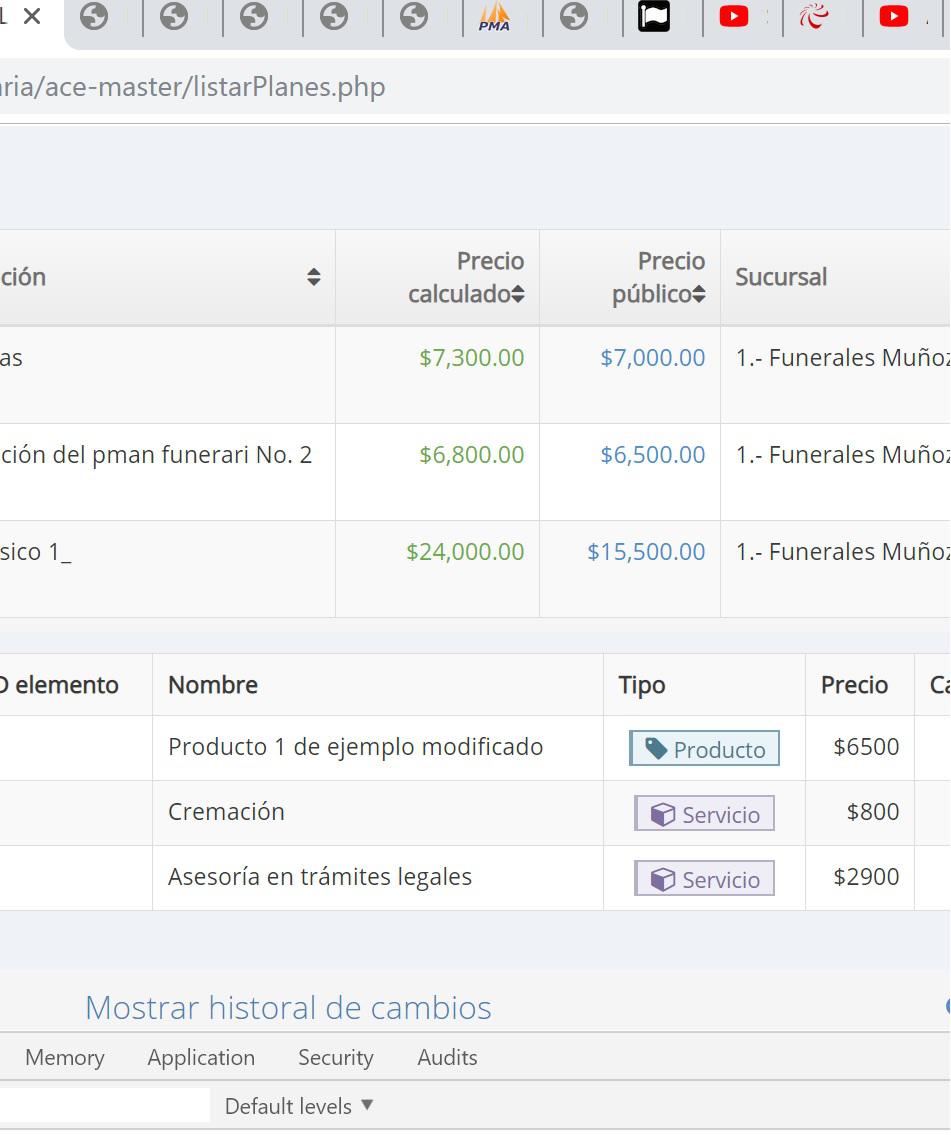 L
PMA
aria/ace-master/listarPlanes.php
ción Precio calculado Precio público Sucursal
as $7,300.00 $7,000.00 1.- Funerales Muñoz
ción del pman funerari No. 2 $6,800.00 $6,500.00 1.- Funerales Muñoz
sico 1_ $24,000.00 $15,500.00 1.- Funerales Muñoz
D elemento Nombre Tipo Precio Ca
Producto 1 de ejemplo modificado Producto $6500
Cremación Servicio $800
Asesoría en trámites legales Servicio $2900
Mostrar historal de cambios
Memory Application Security Audits
Default levels ▼